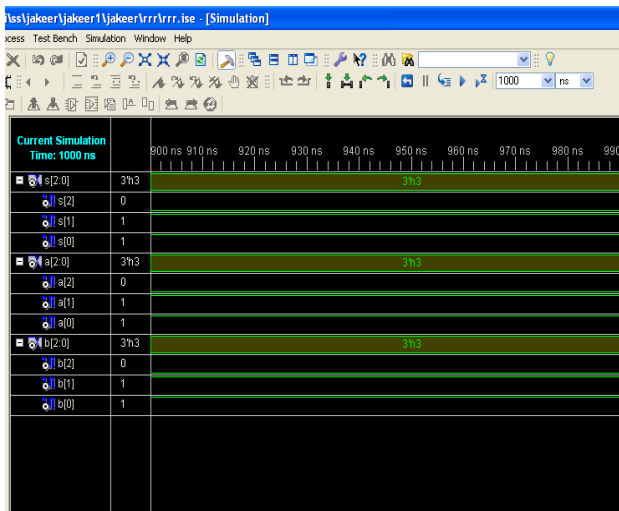 i\ss\jakeer\jakeer1\jakeer\rrr\rrr.ise - [Simulation]
ocess Test Bench Simulation Window Help
1000 ns
Current Simulation
Time: 1000 ns
900 ns 910 ns 920 ns 930 ns 940 ns 950 ns 960 ns 970 ns 980 ns 990
s[2:0] 3'h3 3'h3
s[2] 0
s[1] 1
s[0] 1
a[2:0] 3'h3 3'h3
a[2] 0
a[1] 1
a[0] 1
b[2:0] 3'h3 3'h3
b[2] 0
b[1] 1
b[0] 1